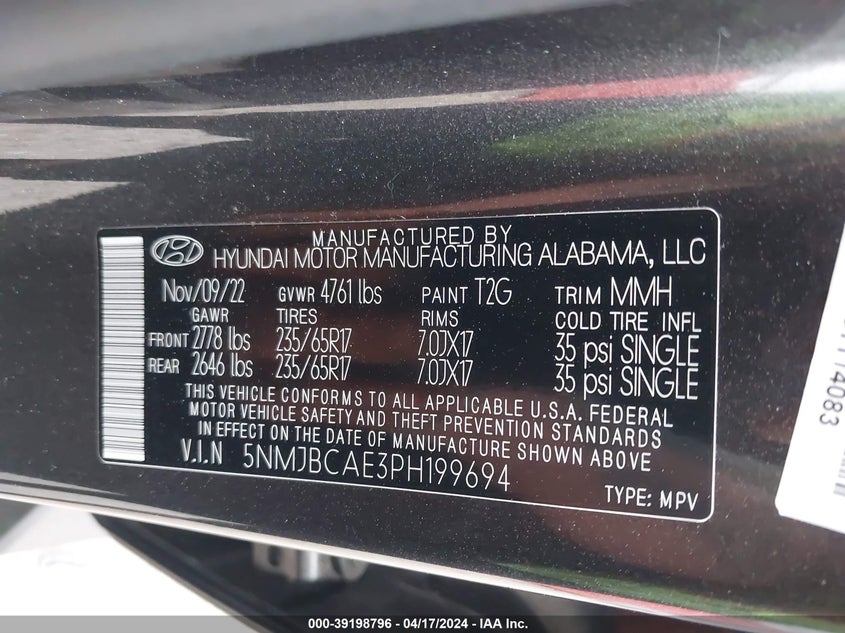 MANUFACTURED BY
HYUNDAI MOTOR MANUFACTURING ALABAMA, LLC
Nov/09/22 GVWR 4761 lbs PAINT T2G TRIM MMH
GAWR TIRES RIMS COLD TIRE INFL
FRONT 2778 lbs 235/65R17 7.0JX17 35 psi SINGLE
REAR 2646 lbs 235/65R17 7.0JX17 35 psi SINGLE
THIS VEHICLE CONFORMS TO ALL APPLICABLE U.S.A. FEDERAL
MOTOR VEHICLE SAFETY AND THEFT PREVENTION STANDARDS
IN EFFECT ON THE DATE OF MANUFACTURE SHOWN ABOVE
V.I.N 5NMJBCAE3PH199694
TYPE: MPV
000-39198796 - 04/17/2024 - IAA Inc.